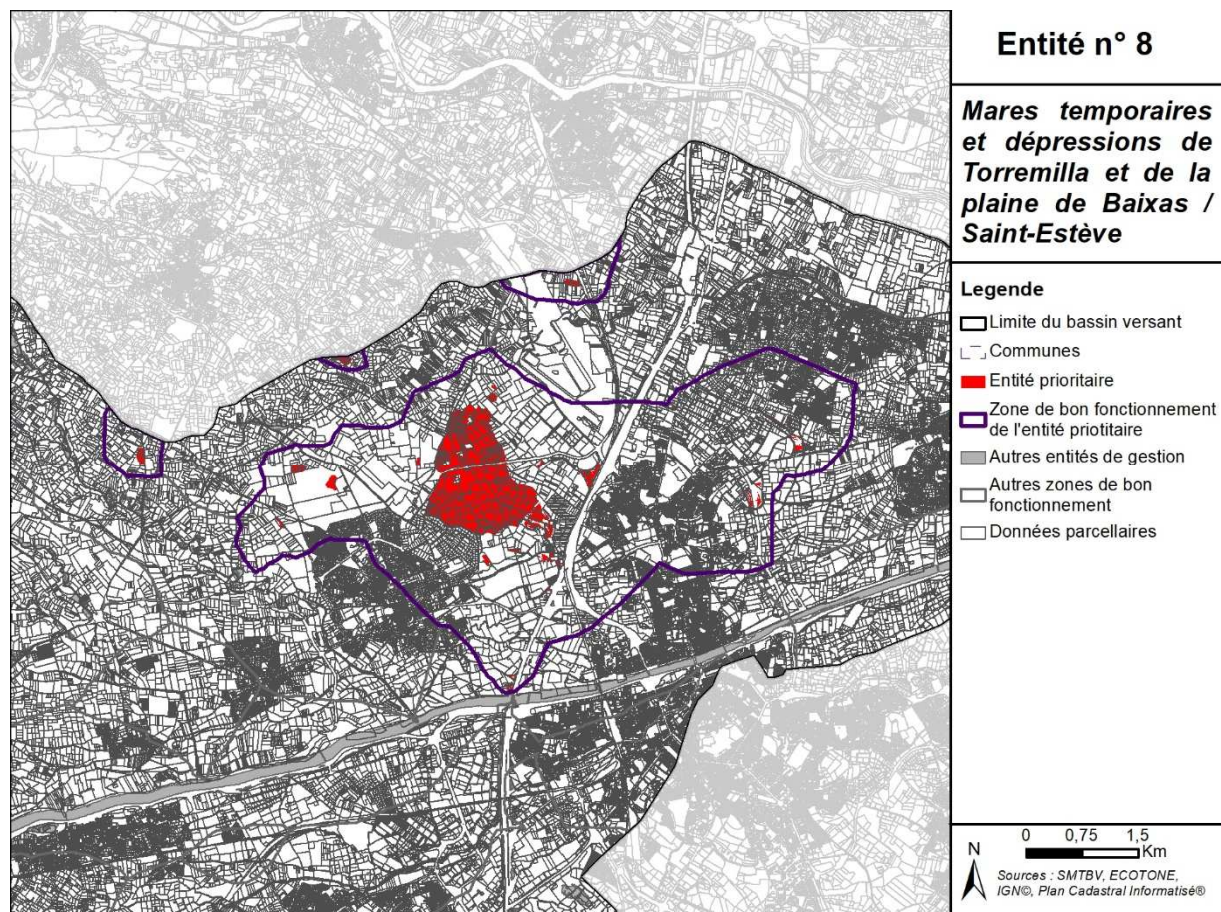 Entité n° 8
Mares temporaires
et dépressions de
Torremilla et de la
plaine de Baixas /
Saint-Estève
Legende
Limite du bassin versant
Communes
Entité prioritaire
Zone de bon fonctionnement
de l'entité priotitaire
Autres entités de gestion
Autres zones de bon
fonctionnement
Données parcellaires
0 0,75 1,5
Km
N
Sources : SMTBV, ECOTONE,
IGN©, Plan Cadastral Informatisé®